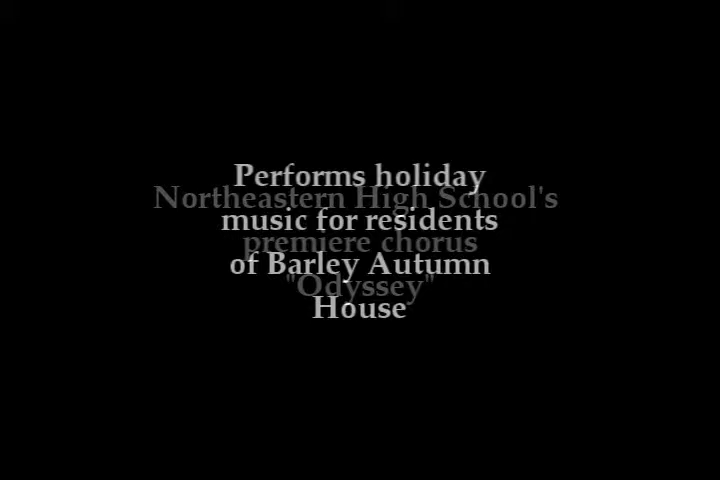 Northeastern High School's
premiere chorus
"Odyssey"
Performs holiday
music for residents
of Barley Autumn
House